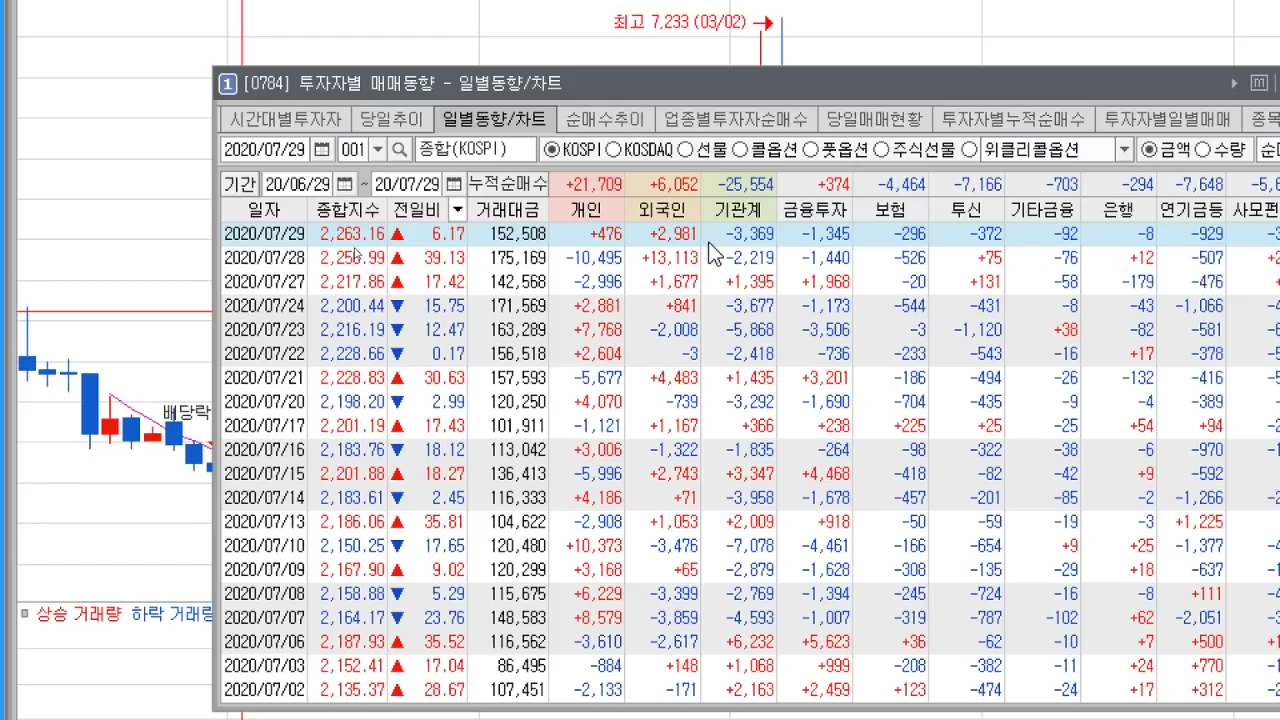 최고 7,233 (03/02)
1 [0784] 투자자별 매매동향 - 일별동향/차트
시간대별투자자 당일추이 일별동향/차트 순매수추이 업종별투자자순매수 당일매매현황 투자자별누적순매수 투자자별일별매매 종목
2020/07/29 001 종합(KOSPI) KOSPI KOSDAQ 선물 콜옵션 풋옵션 주식선물 위클리콜옵션 금액 수량 순
기간 20/06/29 ~ 20/07/29 누적순매수 +21,709 +6,052 -25,554 +374 -4,464 -7,166 -703 -294 -7,648
일자 종합지수 전일비 거래대금 개인 외국인 기관계 금융투자 보험 투신 기타금융 은행 연기금등 사모펀
2020/07/29 2,263.16 ▲ 6.17 152,508 +476 +2,981 -3,369 -1,345 -296 -372 -92 -8 -929
2020/07/28 2,256.99 ▲ 39.13 175,169 -10,495 +13,113 -2,219 -1,440 -526 +75 -76 +12 -507
2020/07/27 2,217.86 ▲ 17.42 142,568 -2,996 +1,677 +1,395 +1,968 -20 +131 -58 -179 -476
2020/07/24 2,200.44 ▼ 15.75 171,569 +2,881 +841 -3,677 -1,173 -544 -431 -8 -43 -1,066
2020/07/23 2,216.19 ▼ 12.47 163,289 +7,768 -2,008 -5,868 -3,506 -3 -1,120 +38 -82 -581
2020/07/22 2,228.66 ▼ 0.17 156,518 +2,604 -3 -2,418 -736 -233 -543 -16 +17 -378
2020/07/21 2,228.83 ▲ 30.63 157,593 -5,677 +4,483 +1,435 +3,201 -186 -494 -26 -132 -416
2020/07/20 2,198.20 ▼ 2.99 120,250 +4,070 -739 -3,292 -1,690 -704 -435 -9 -4 -389
2020/07/17 2,201.19 ▲ 17.43 101,911 -1,121 +1,167 +366 +238 +225 +25 -25 +54 +94
2020/07/16 2,183.76 ▼ 18.12 113,042 +3,006 -1,322 -1,835 -264 -98 -322 -38 -6 -970
2020/07/15 2,201.88 ▲ 18.27 136,413 -5,996 +2,743 +3,347 +4,468 -418 -82 -42 +9 -592
2020/07/14 2,183.61 ▼ 2.45 116,333 +4,186 +71 -3,958 -1,678 -457 -201 -85 -2 -1,266
2020/07/13 2,186.06 ▲ 35.81 104,622 -2,908 +1,053 +2,009 +918 -50 -59 -19 -3 +1,225
2020/07/10 2,150.25 ▼ 17.65 120,480 +10,373 -3,476 -7,078 -4,461 -166 -654 +9 +25 -1,377
2020/07/09 2,167.90 ▲ 9.02 120,299 +3,168 +65 -2,879 -1,628 -308 -135 -29 +18 -637
2020/07/08 2,158.88 ▼ 5.29 115,675 +6,229 -3,399 -2,769 -1,394 -245 -724 -16 -8 +111
2020/07/07 2,164.17 ▼ 23.76 148,583 +8,579 -3,859 -4,593 -1,007 -319 -787 -102 +62 -2,051
2020/07/06 2,187.93 ▲ 35.52 116,562 -3,610 -2,617 +6,232 +5,623 +36 -62 -10 +7 +500
2020/07/03 2,152.41 ▲ 17.04 86,495 -884 +148 +1,068 +999 -208 -382 -11 +24 +770
2020/07/02 2,135.37 ▲ 28.67 107,451 -2,133 -171 +2,163 +2,459 +123 -474 -24 +17 +312
배당락
상승 거래량 하락 거래량